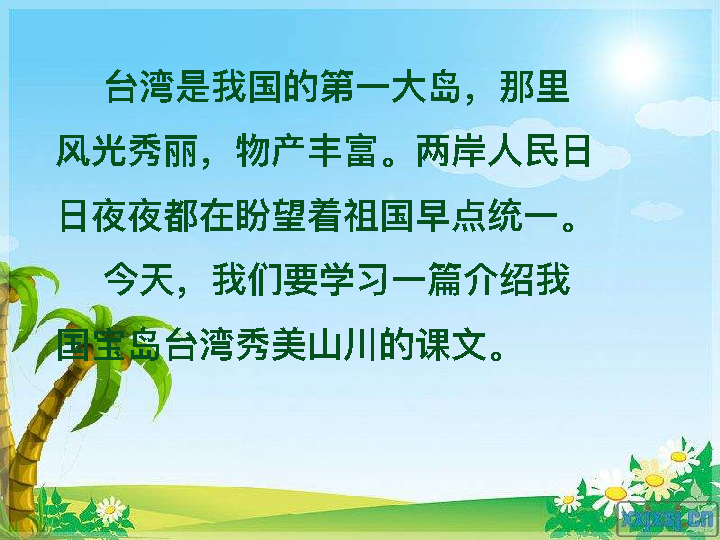 台湾是我国的第一大岛，那里
风光秀丽，物产丰富。两岸人民日
日夜夜都在盼望着祖国早点统一。
今天，我们要学习一篇介绍我
国宝岛台湾秀美山川的课文。